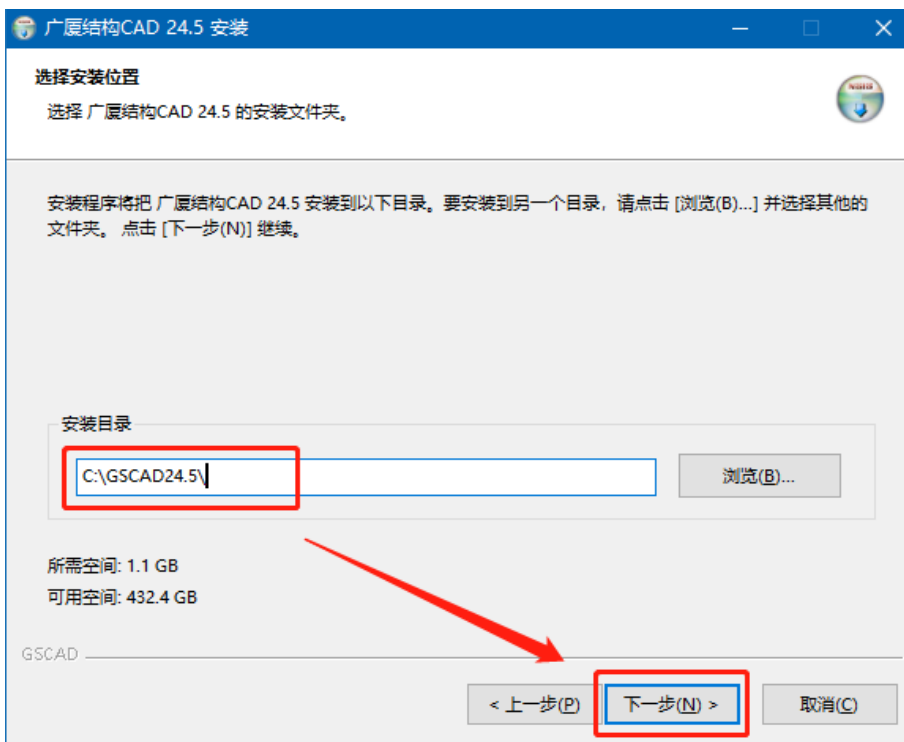 广厦结构CAD 24.5 安装
选择安装位置
选择 广厦结构CAD 24.5 的安装文件夹。
安装程序将把 广厦结构CAD 24.5 安装到以下目录。要安装到另一个目录，请点击 [浏览(B)...] 并选择其他的
文件夹。 点击 [下一步(N)] 继续。
安装目录
C:\GSCAD24.5\
浏览(B)...
所需空间: 1.1 GB
可用空间: 432.4 GB
GSCAD
< 上一步(P)
下一步(N) >
取消(C)